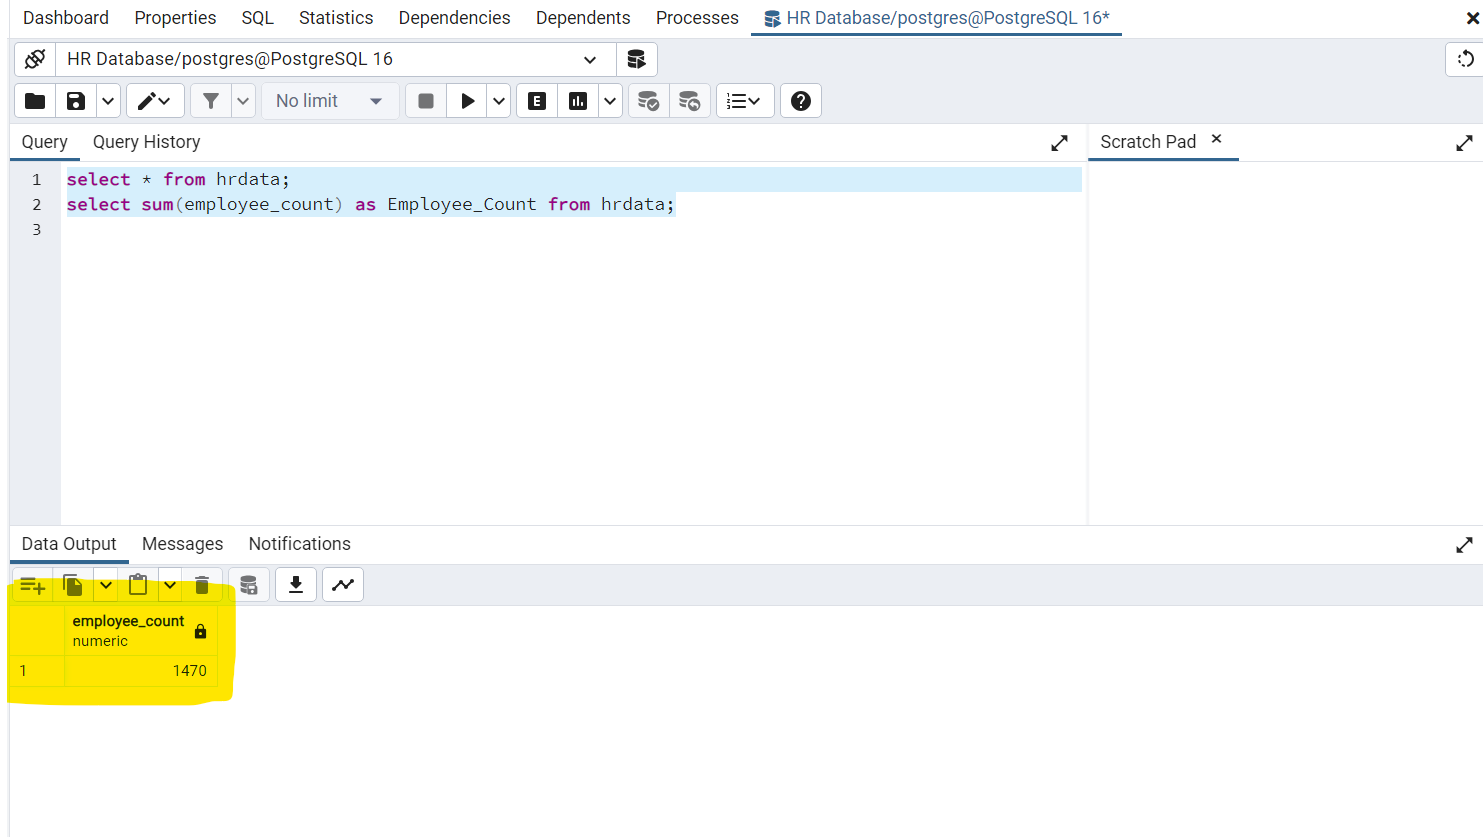 Dashboard Properties SQL Statistics Dependencies Dependents Processes HR Database/postgres@PostgreSQL 16*
HR Database/postgres@PostgreSQL 16
No limit E
Query Query History Scratch Pad
1 select * from hrdata;
2 select sum(employee_count) as Employee_Count from hrdata;
3
Data Output Messages Notifications
employee_count
numeric
1 1470